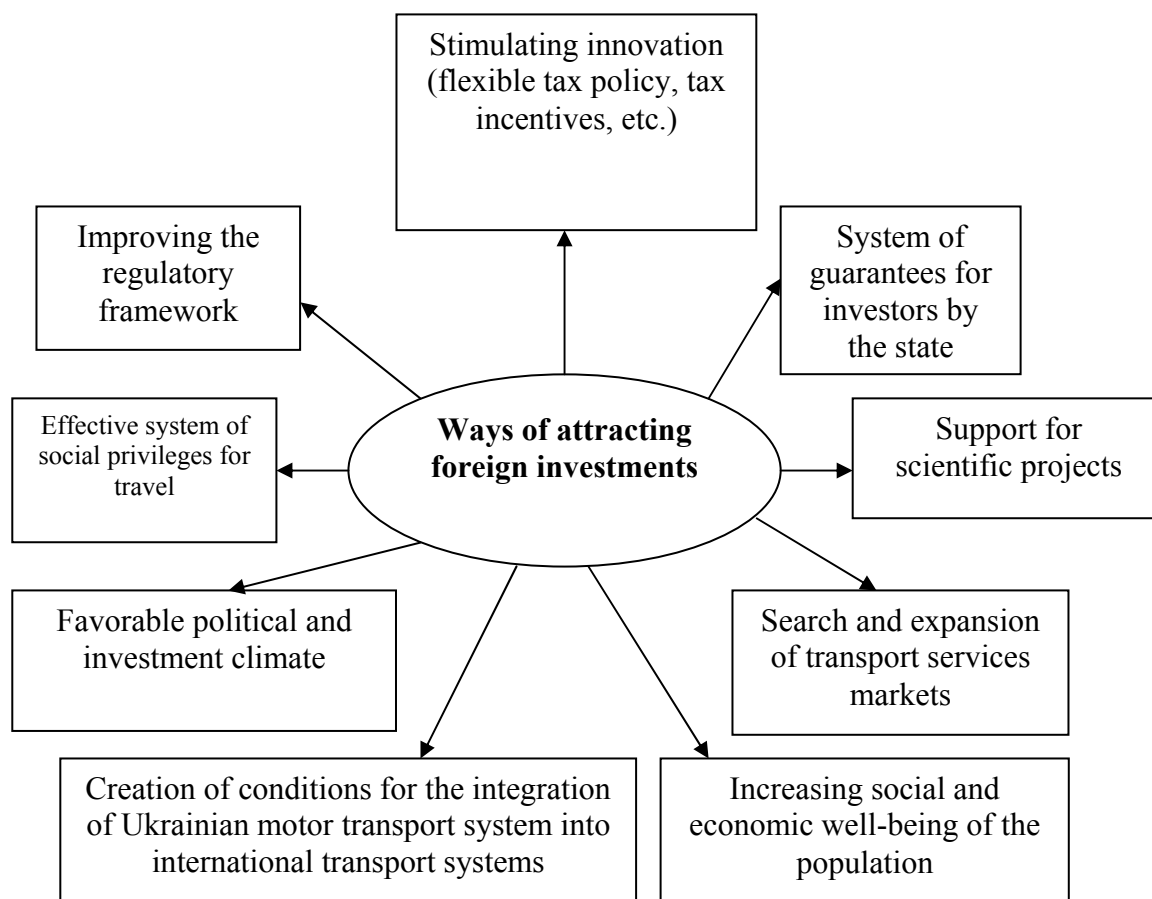 Stimulating innovation
(flexible tax policy, tax
incentives, etc.)
Improving the
regulatory
framework
System of
guarantees for
investors by
the state
Effective system of
social privileges for
travel
Ways of attracting
foreign investments
Support for
scientific projects
Favorable political and
investment climate
Search and expansion
of transport services
markets
Creation of conditions for the integration
of Ukrainian motor transport system into
international transport systems
Increasing social and
economic well-being of the
population